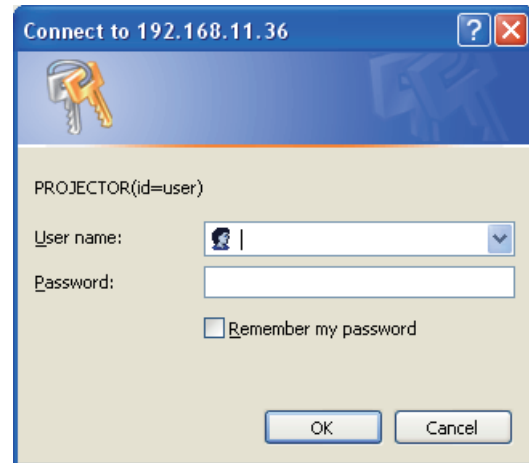 Connect to 192.168.11.36
PROJECTOR(id=user)
User name:
Password:
Remember my password
OK Cancel